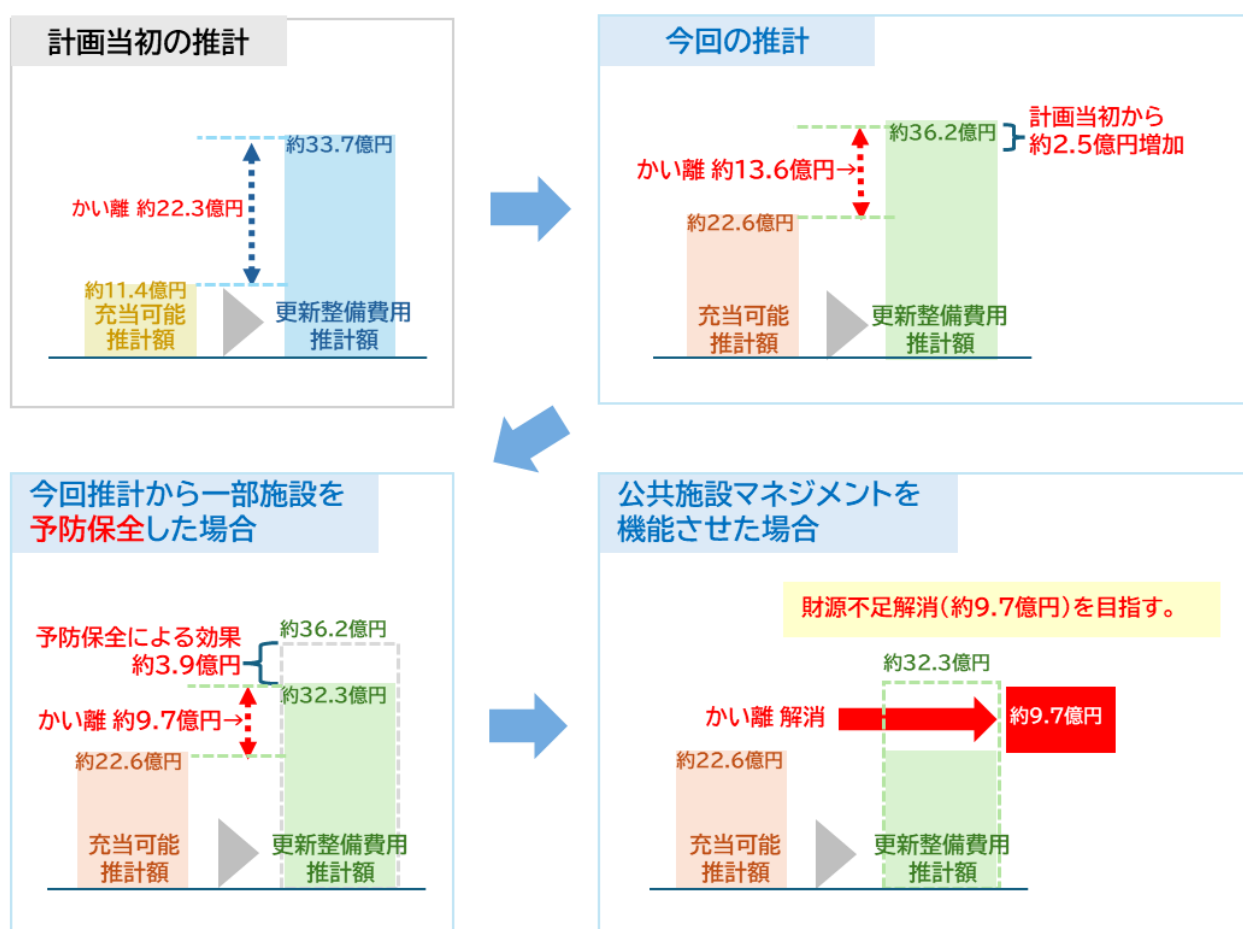 計画当初の推計
約33.7億円
かい離 約22.3億円
約11.4億円
充当可能
推計額
更新整備費用
推計額
今回の推計
計画当初から
約2.5億円増加
約36.2億円
かい離 約13.6億円→
約22.6億円
充当可能
推計額
更新整備費用
推計額
今回推計から一部施設を
予防保全した場合
約36.2億円
予防保全による効果
約3.9億円
約32.3億円
かい離 約9.7億円→
約22.6億円
充当可能
推計額
更新整備費用
推計額
公共施設マネジメントを
機能させた場合
財源不足解消(約9.7億円)を目指す。
約32.3億円
かい離 解消
約9.7億円
約22.6億円
充当可能
推計額
更新整備費用
推計額